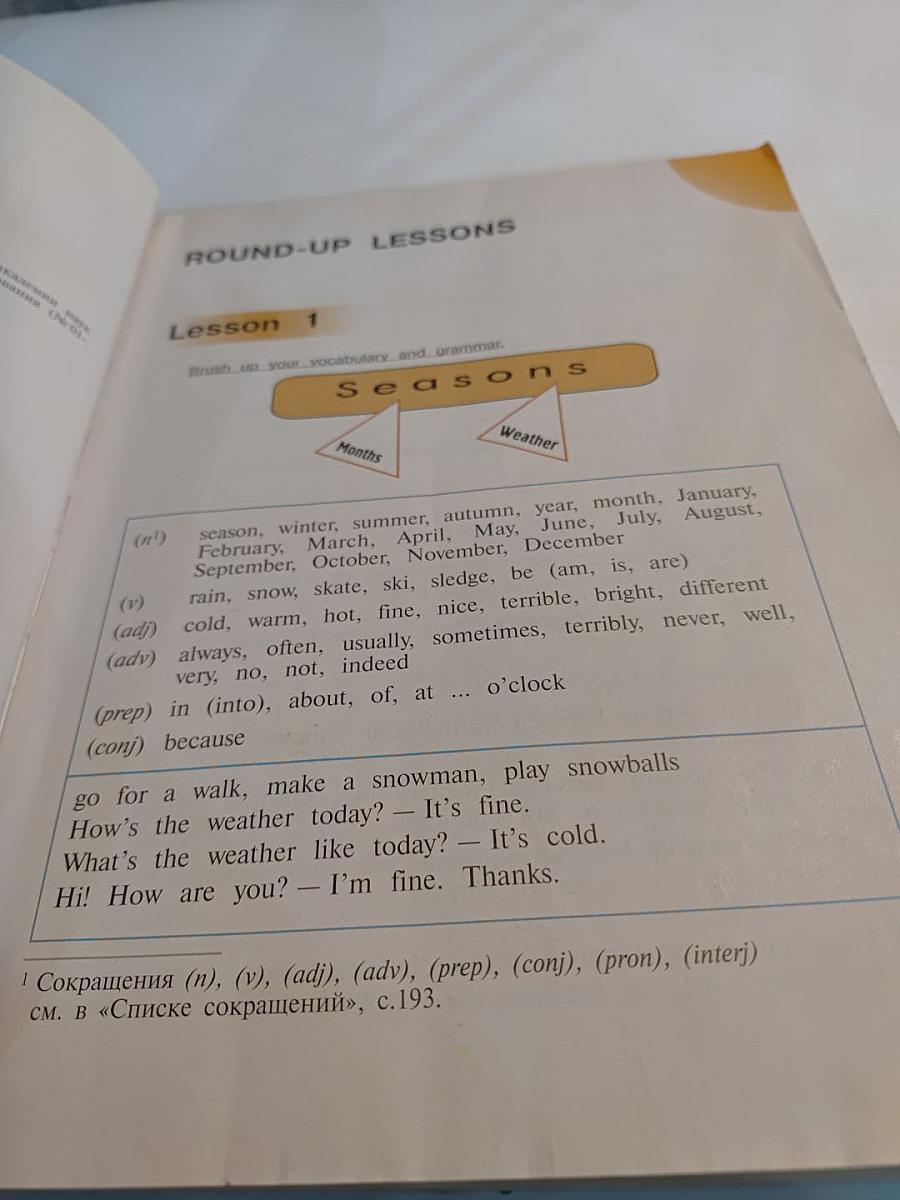 кадемии наук
ования (№ 01-
ROUND-UP LESSONS
Lesson 1
Brush up your vocabulary and grammar.
Seasons
Months
Weather
(n¹) season, winter, summer, autumn, year, month, January,
February, March, April, May, June, July, August,
September, October, November, December
(v) rain, snow, skate, ski, sledge, be (am, is, are)
(adj) cold, warm, hot, fine, nice, terrible, bright, different
(adv) always, often, usually, sometimes, terribly, never, well,
very, no, not, indeed
(prep) in (into), about, of, at ... o'clock
(conj) because
go for a walk, make a snowman, play snowballs
How's the weather today? — It's fine.
What's the weather like today? — It's cold.
Hi! How are you? — I'm fine. Thanks.
¹ Сокращения (n), (v), (adj), (adv), (prep), (conj), (pron), (interj)
см. в «Списке сокращений», с.193.